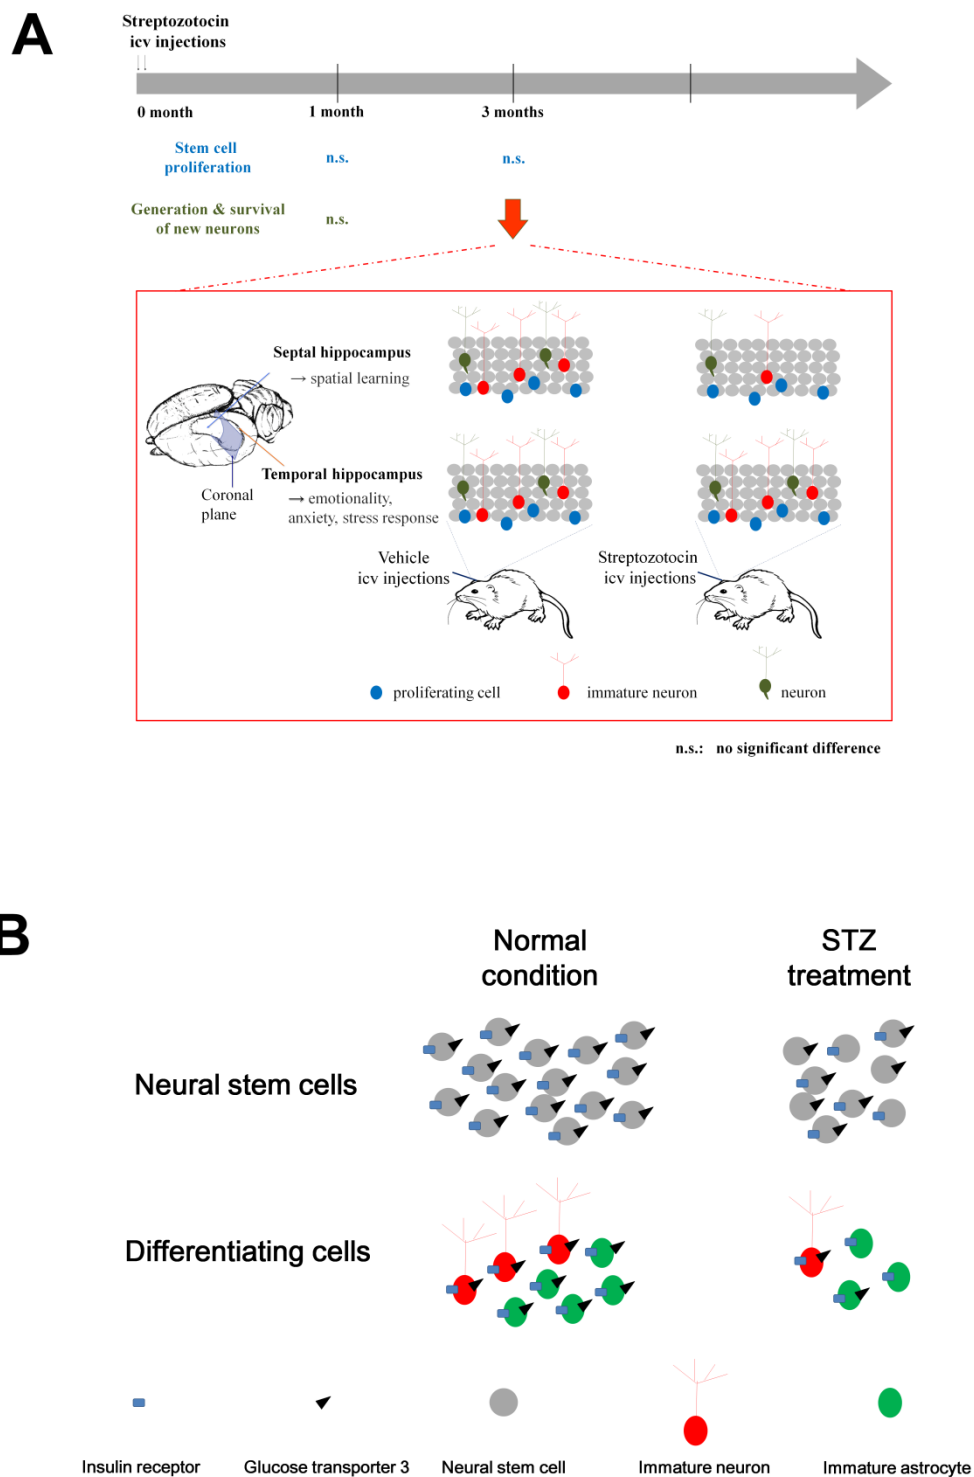 A
Streptozotocin
icv injections
0 month
1 month
3 months
Stem cell
proliferation
n.s.
n.s.
Generation & survival
of new neurons
n.s.
Septal hippocampus
→ spatial learning
Temporal hippocampus
→ emotionality,
anxiety, stress response
Coronal
plane
Vehicle
icv injections
Streptozotocin
icv injections
proliferating cell
immature neuron
neuron
n.s.: no significant difference
B
Normal
condition
STZ
treatment
Neural stem cells
Differentiating cells
Insulin receptor
Glucose transporter 3
Neural stem cell
Immature neuron
Immature astrocyte